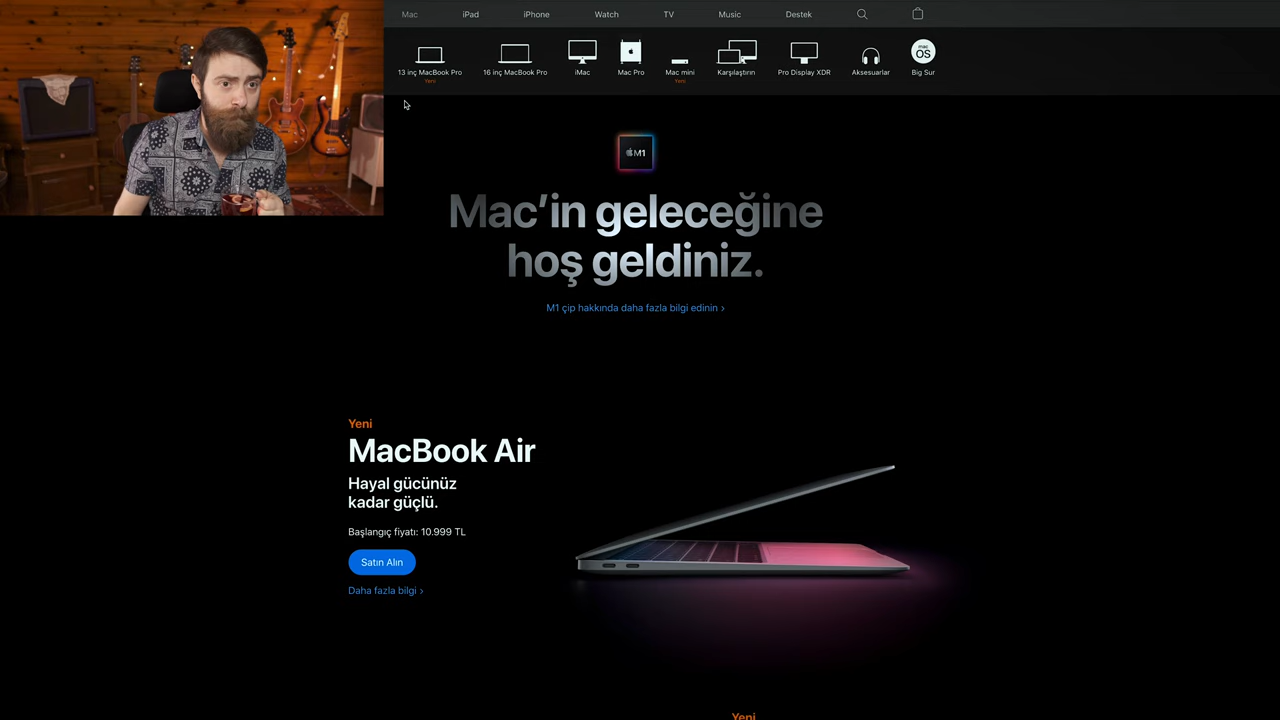 Mac iPad iPhone Watch TV Music Destek
13 inç MacBook Pro 16 inç MacBook Pro iMac Mac Pro Mac mini Karşılaştırın Pro Display XDR Aksesuarlar Big Sur
Yeni Yeni
mac
OS
M1
Mac’in geleceğine
hoş geldiniz.
M1 çip hakkında daha fazla bilgi edinin ›
Yeni
MacBook Air
Hayal gücünüz
kadar güçlü.
Başlangıç fiyatı: 10.999 TL
Satın Alın
Daha fazla bilgi ›
Yeni